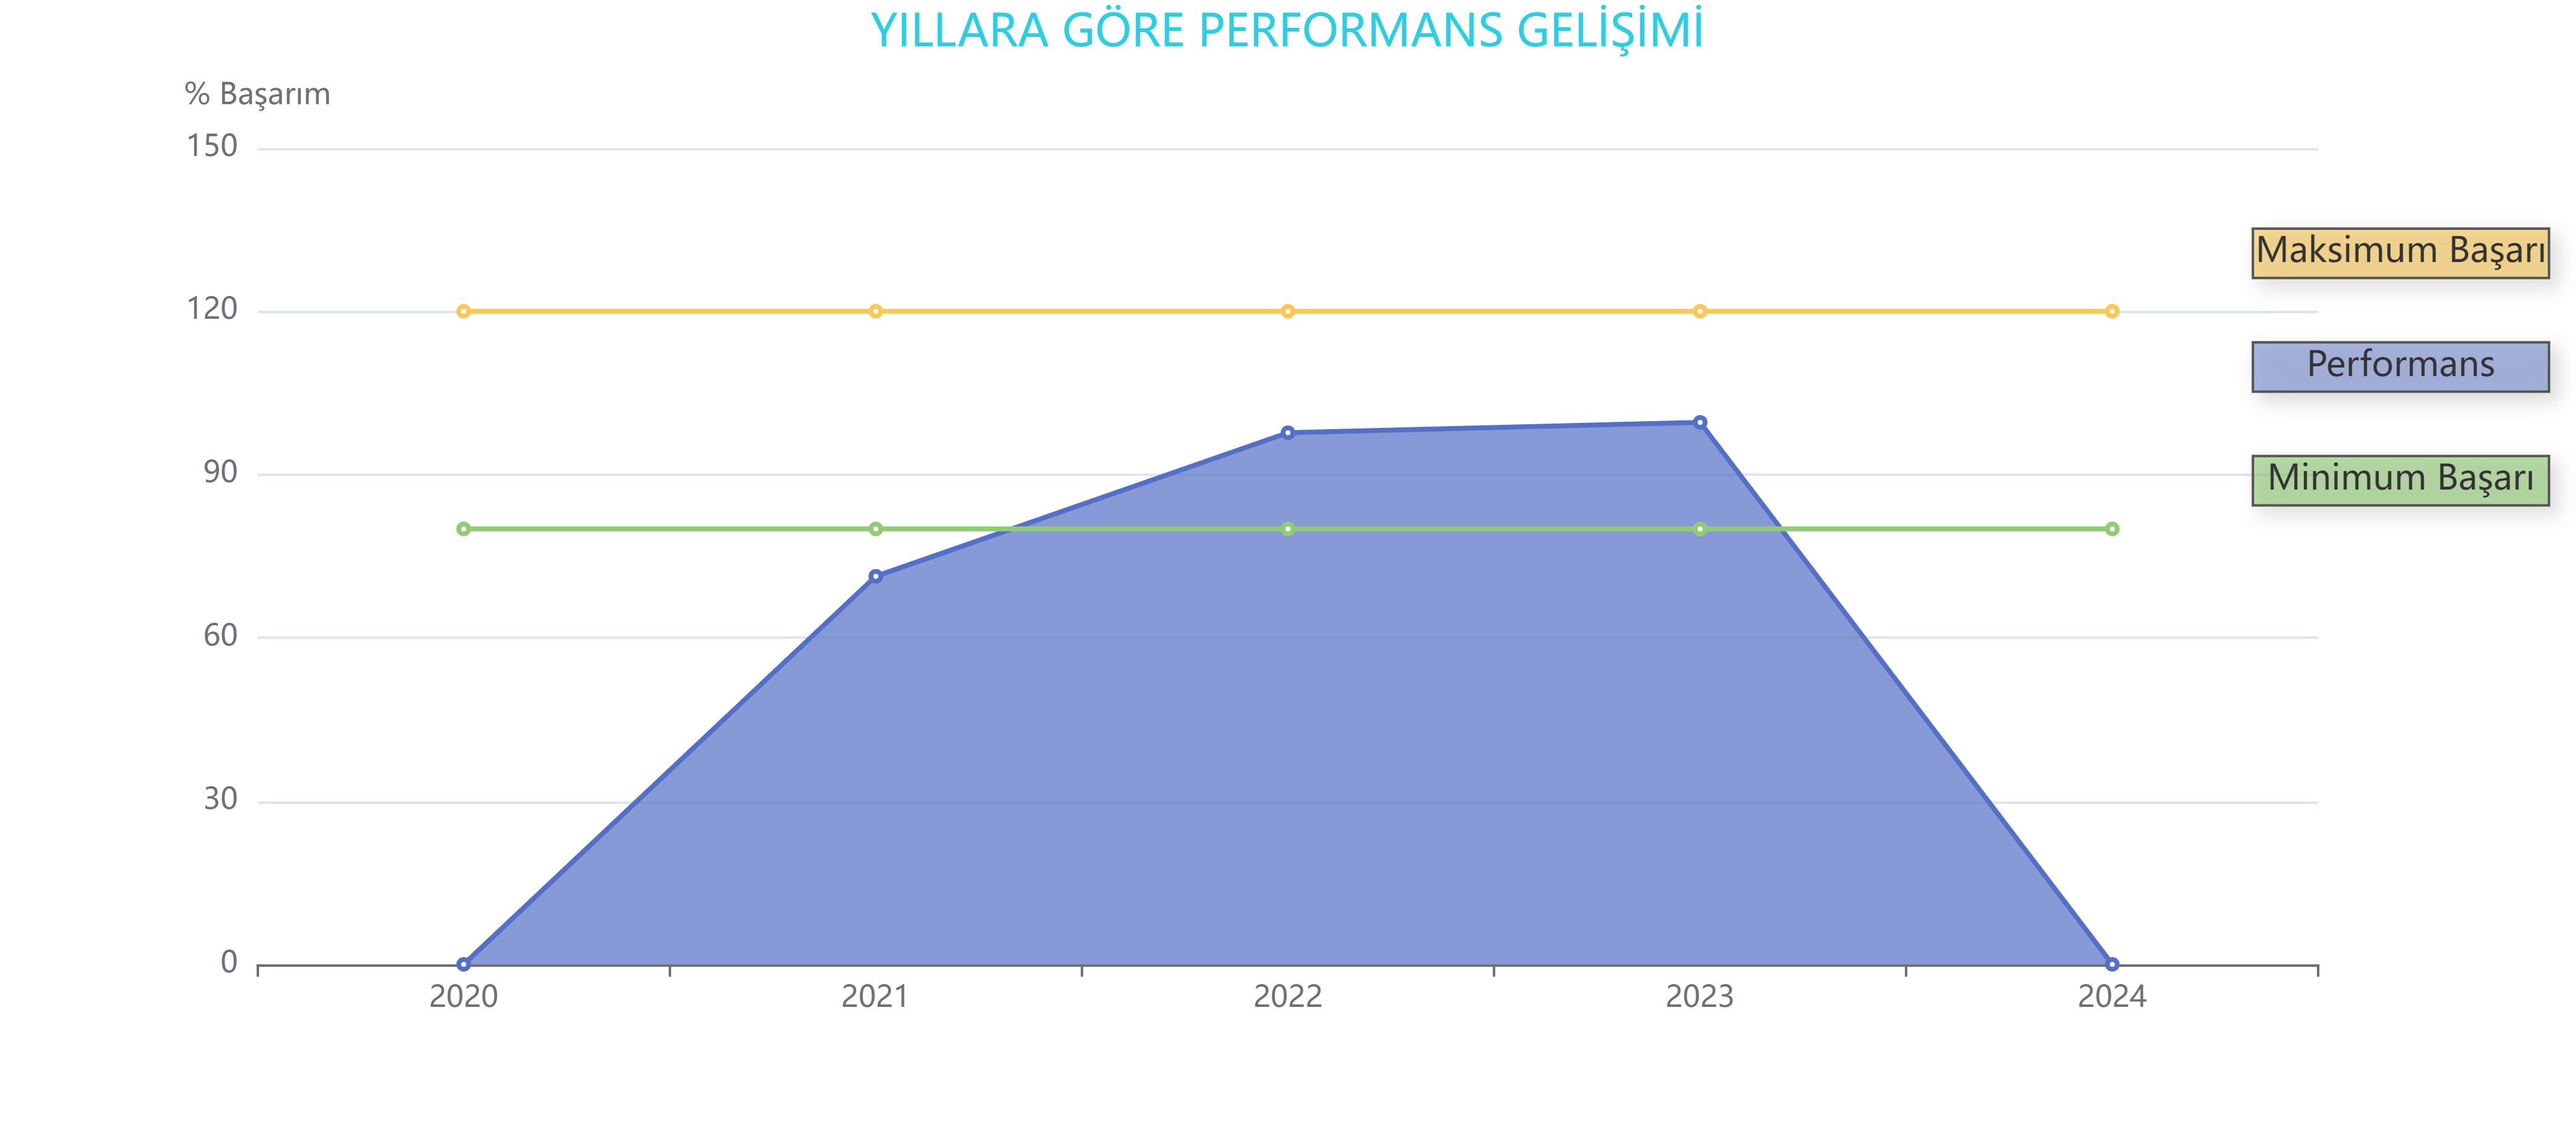 YILLARA GÖRE PERFORMANS GELİŞİMİ
% Başarım
150
120
90
60
30
0
2020 2021 2022 2023 2024
Maksimum Başarı
Performans
Minimum Başarı